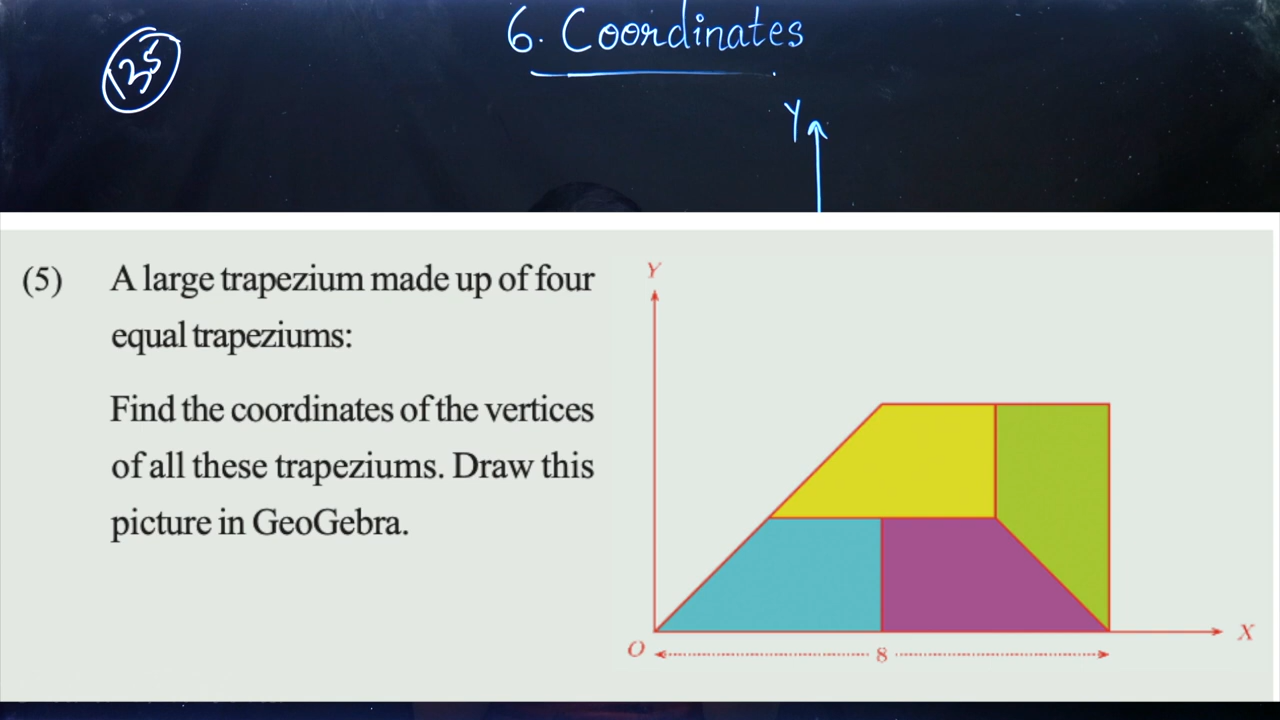 6. Coordinates
135
Y
(5) A large trapezium made up of four
equal trapeziums:
Find the coordinates of the vertices
of all these trapeziums. Draw this
picture in GeoGebra.
Y
O
8
X